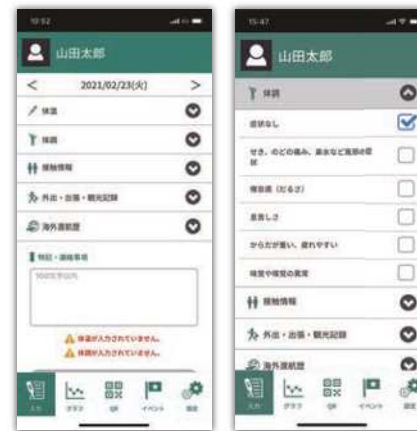 10:52
山田太郎
< 2021/02/23(火) >
体温
体調
接触情報
外出・出張・観光記録
海外渡航歴
特記・連絡事項
体温が入力されていません。
体調が入力されていません。
入力 グラフ QR イベント 設定
15:47
山田太郎
体調
症状なし
せき、のどの痛み、鼻水など風邪の症
状
倦怠感（だるさ）
息苦しさ
からだが重い、疲れやすい
味覚や嗅覚の異常
接触情報
外出・出張・観光記録
海外渡航歴
入力 グラフ QR イベント 設定